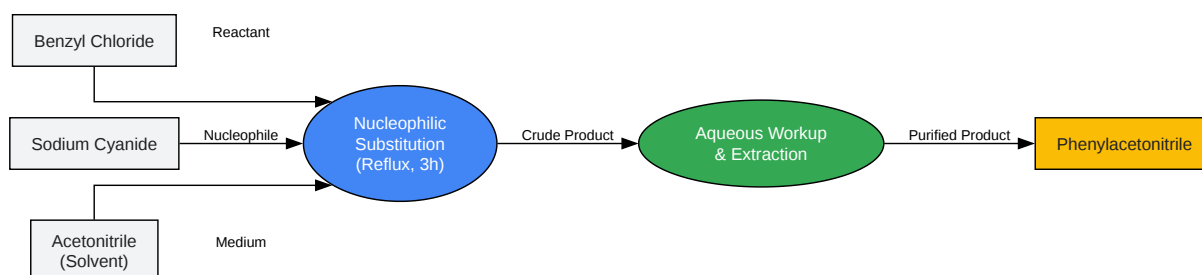 Benzyl Chloride
Reactant
Sodium Cyanide
Nucleophile
Acetonitrile
(Solvent)
Medium
Nucleophilic
Substitution
(Reflux, 3h)
Crude Product
Aqueous Workup
& Extraction
Purified Product
Phenylacetonitrile